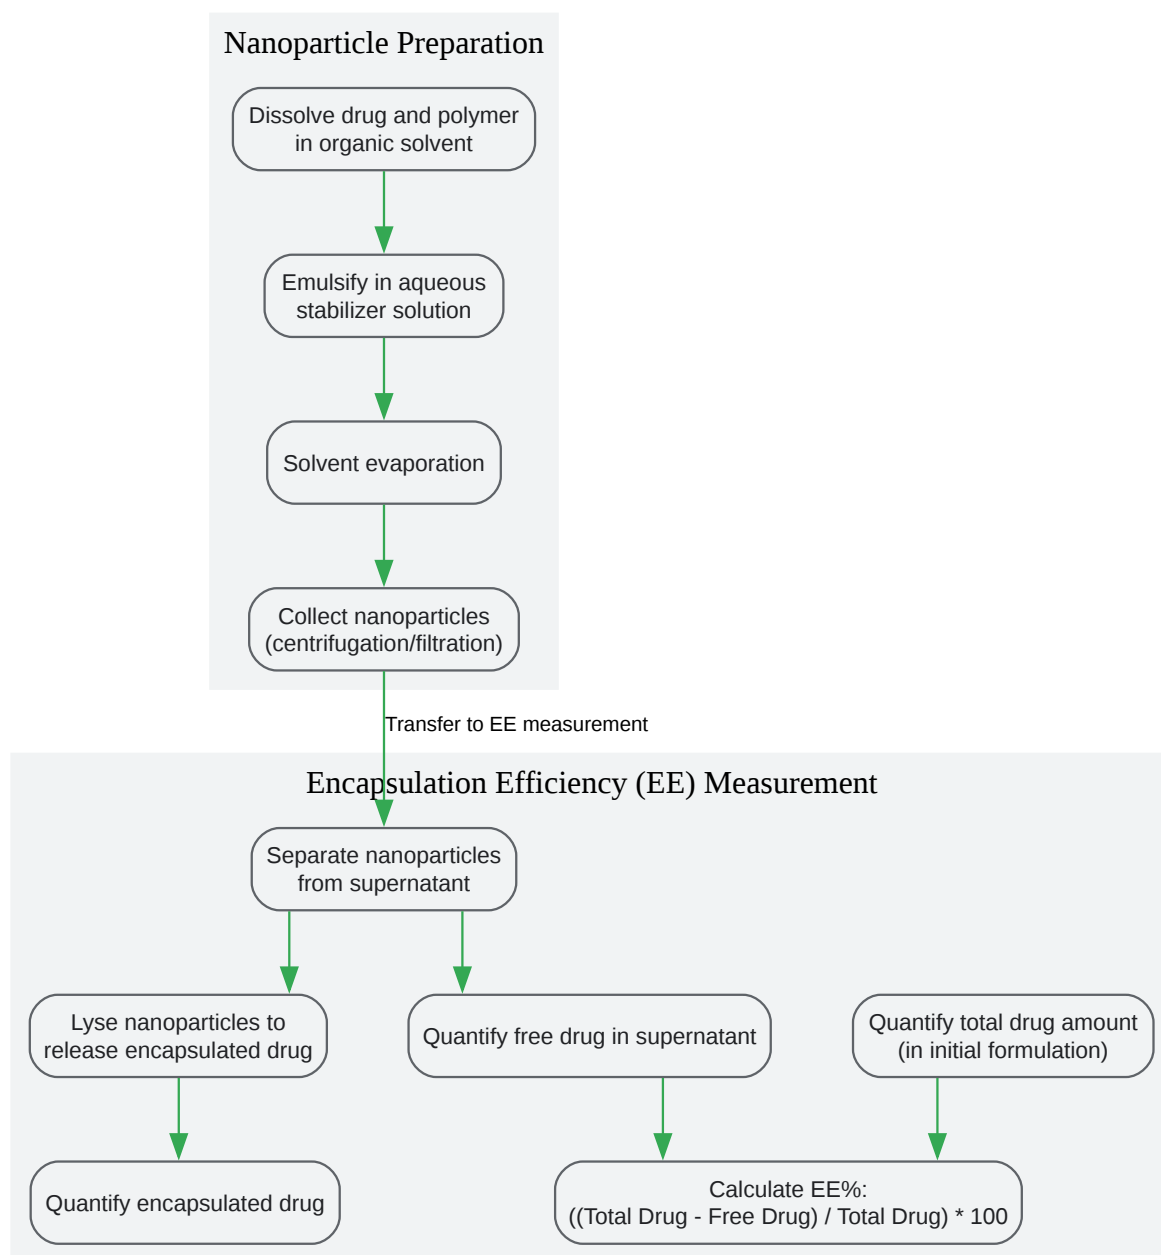 Nanoparticle Preparation
Dissolve drug and polymer
in organic solvent
Emulsify in aqueous
stabilizer solution
Solvent evaporation
Collect nanoparticles
(centrifugation/filtration)
Transfer to EE measurement
Encapsulation Efficiency (EE) Measurement
Separate nanoparticles
from supernatant
Lyse nanoparticles to
release encapsulated drug
Quantify free drug in supernatant
Quantify total drug amount
(in initial formulation)
Quantify encapsulated drug
Calculate EE%:
((Total Drug - Free Drug) / Total Drug) * 100